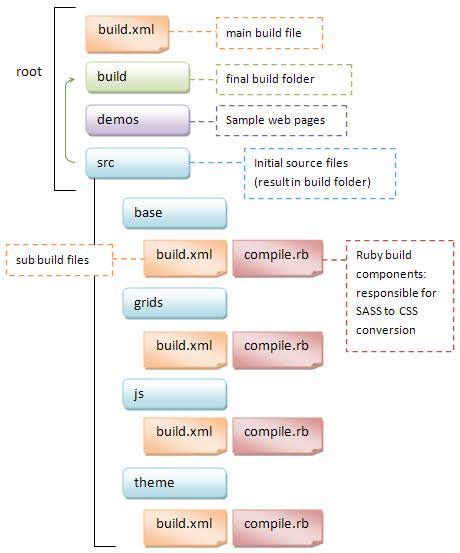 build.xml
main build file
root
build
final build folder
demos
Sample web pages
src
Initial source files
(result in build folder)
base
sub build files
build.xml
compile.rb
Ruby build
components:
responsible for
SASS to CSS
conversion
grids
build.xml
compile.rb
js
build.xml
compile.rb
theme
build.xml
compile.rb